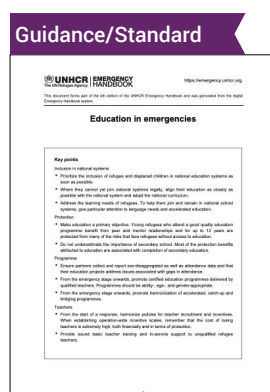 Guidance/Standard
UNHCR
The UN Refugee Agency
EMERGENCY
HANDBOOK
https://emergency.unhcr.org
This document forms part of the 4th edition of the UNHCR Emergency Handbook and was generated from the digital
Emergency Handbook system.
Education in emergencies
Key points
Inclusion in national systems
• Prioritize the inclusion of refugee and displaced children in national education systems as
soon as possible.
• Where they cannot yet join national systems legally, align their education as closely as
possible with the national system and adopt the national curriculum.
• Address the learning needs of refugees. To help them join and remain in national school
systems, give particular attention to language needs and accelerated education.
Protection
• Make education a primary objective. Young refugees who attend a good quality education
programme benefit from peer and mentor relationships and for up to 12 years are
protected from many of the risks that face refugees without access to education.
• Do not underestimate the importance of secondary school. Most of the protection benefits
attributed to education are associated with completion of secondary education.
Programme
• Ensure partners collect and report sex-disaggregated as well as attendance data and that
their education projects address issues associated with gaps in attendance.
• From the emergency stage onwards, promote certified education programmes delivered by
qualified teachers. Programmes should be ability-, age-, and gender-appropriate.
• From the emergency stage onwards, promote harmonization of accelerated, catch-up and
bridging programmes.
Teachers
• From the start of a response, harmonize policies for teacher recruitment and incentives.
When establishing operation-wide incentive scales, remember that the cost of losing
teachers is extremely high, both financially and in terms of protection.
• Provide sound basic teacher training and in-service support to unqualified refugee
teachers.